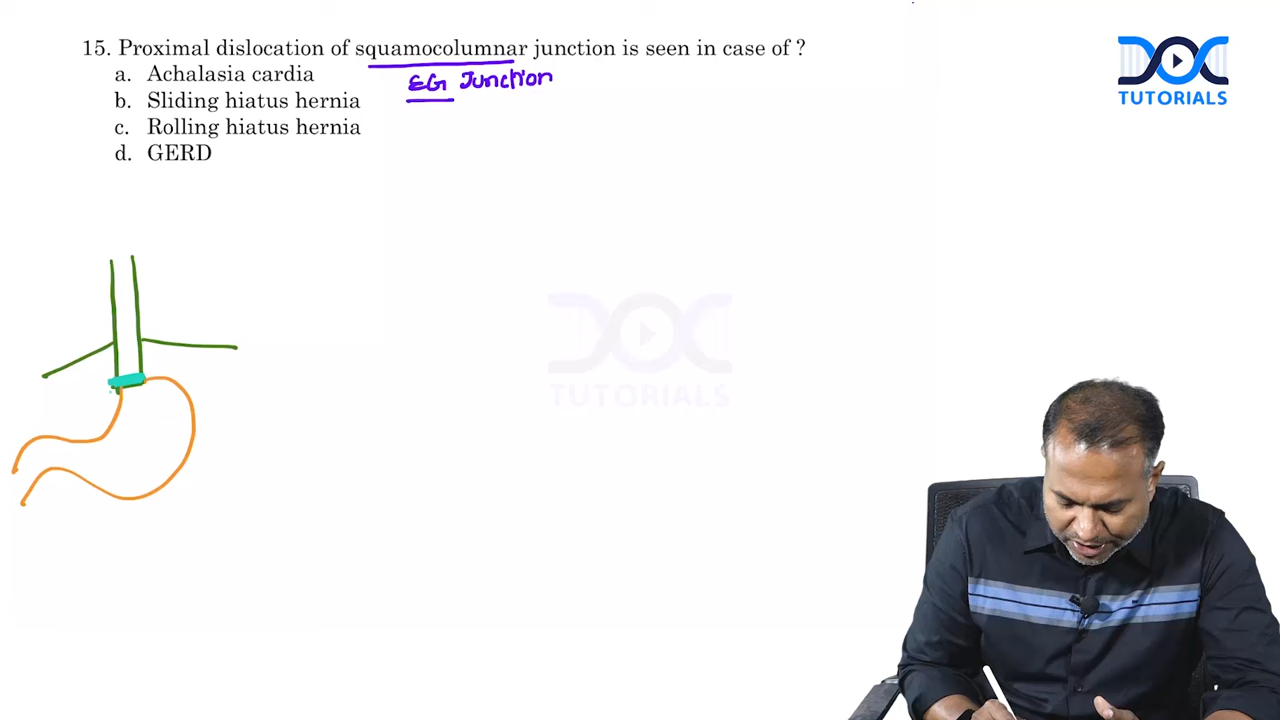 15. Proximal dislocation of squamocolumnar junction is seen in case of ?
EG Junction
a. Achalasia cardia
b. Sliding hiatus hernia
c. Rolling hiatus hernia
d. GERD
TUTORIALS
TUTORIALS